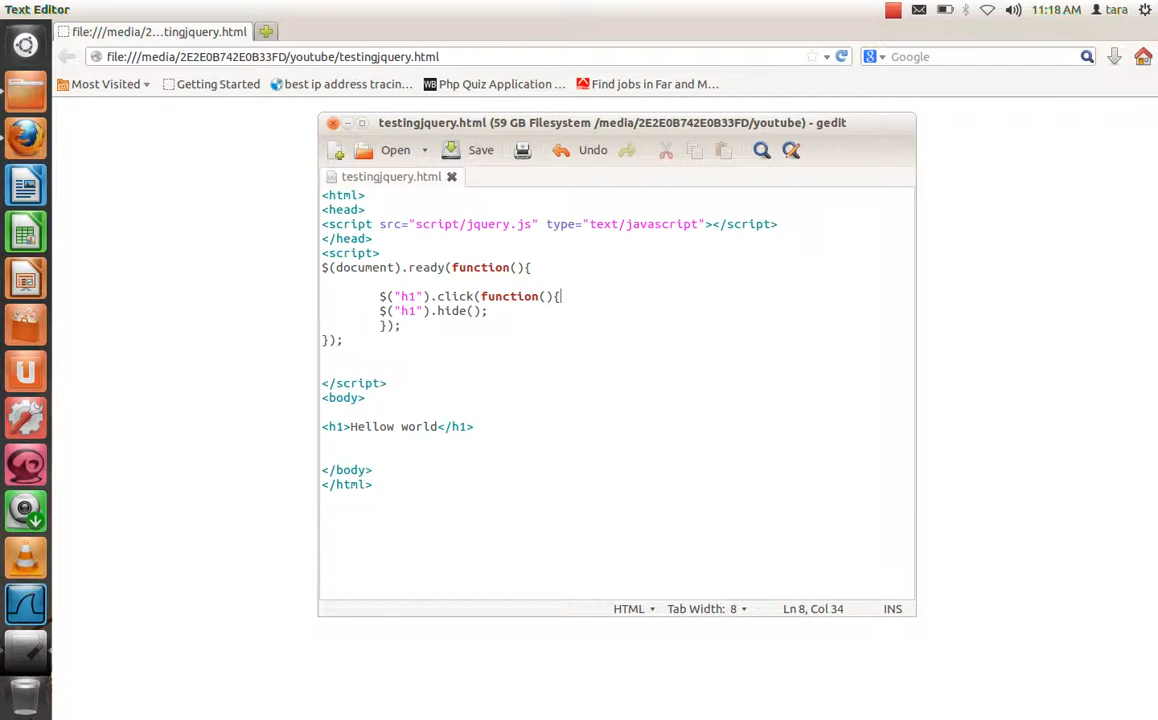 Text Editor
11:18 AM
tara
file:///media/2...tingjquery.html
file:///media/2E2E0B742E0B33FD/youtube/testingjquery.html
Google
Most Visited
Getting Started
best ip address tracin...
Php Quiz Application ...
Find jobs in Far and M...
testingjquery.html (59 GB Filesystem /media/2E2E0B742E0B33FD/youtube) - gedit
Open
Save
Undo
testingjquery.html
<html>
<head>
<script src="script/jquery.js" type="text/javascript"></script>
</head>
<script>
$(document).ready(function(){
$("h1").click(function(){
$("h1").hide();
});
});
</script>
<body>
<h1>Hellow world</h1>
</body>
</html>
HTML
Tab Width: 8
Ln 8, Col 34
INS